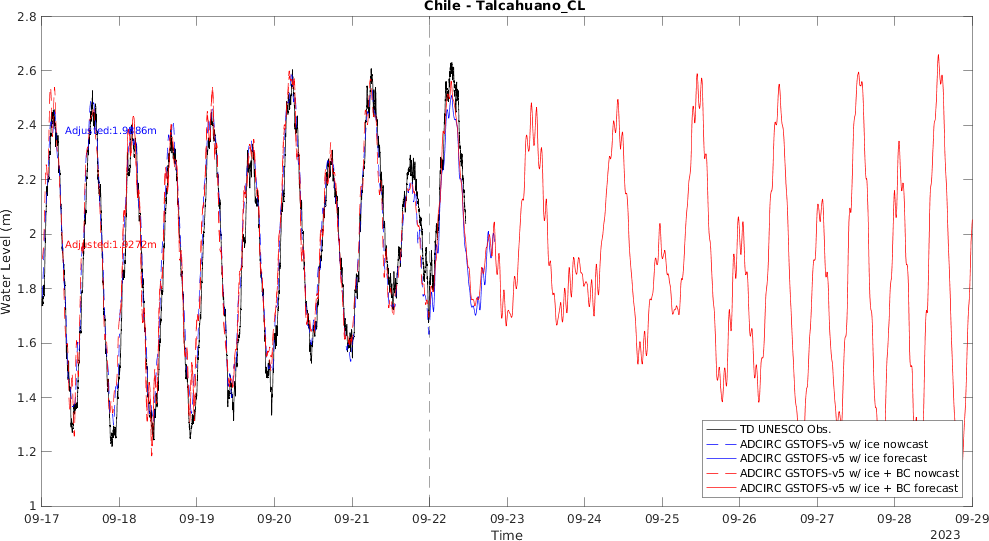 Chile - Talcahuano_CL
2.8
2.6
2.4
2.2
2
1.8
1.6
1.4
1.2
1
Water Level (m)
Adjusted:1.9272m
TD UNESCO Obs.
ADCIRC GSTOFS-v5 w/ ice nowcast
ADCIRC GSTOFS-v5 w/ ice forecast
ADCIRC GSTOFS-v5 w/ ice + BC nowcast
ADCIRC GSTOFS-v5 w/ ice + BC forecast
09-17 09-18 09-19 09-20 09-21 09-22 09-23 09-24 09-25 09-26 09-27 09-28 09-29
Time
2023